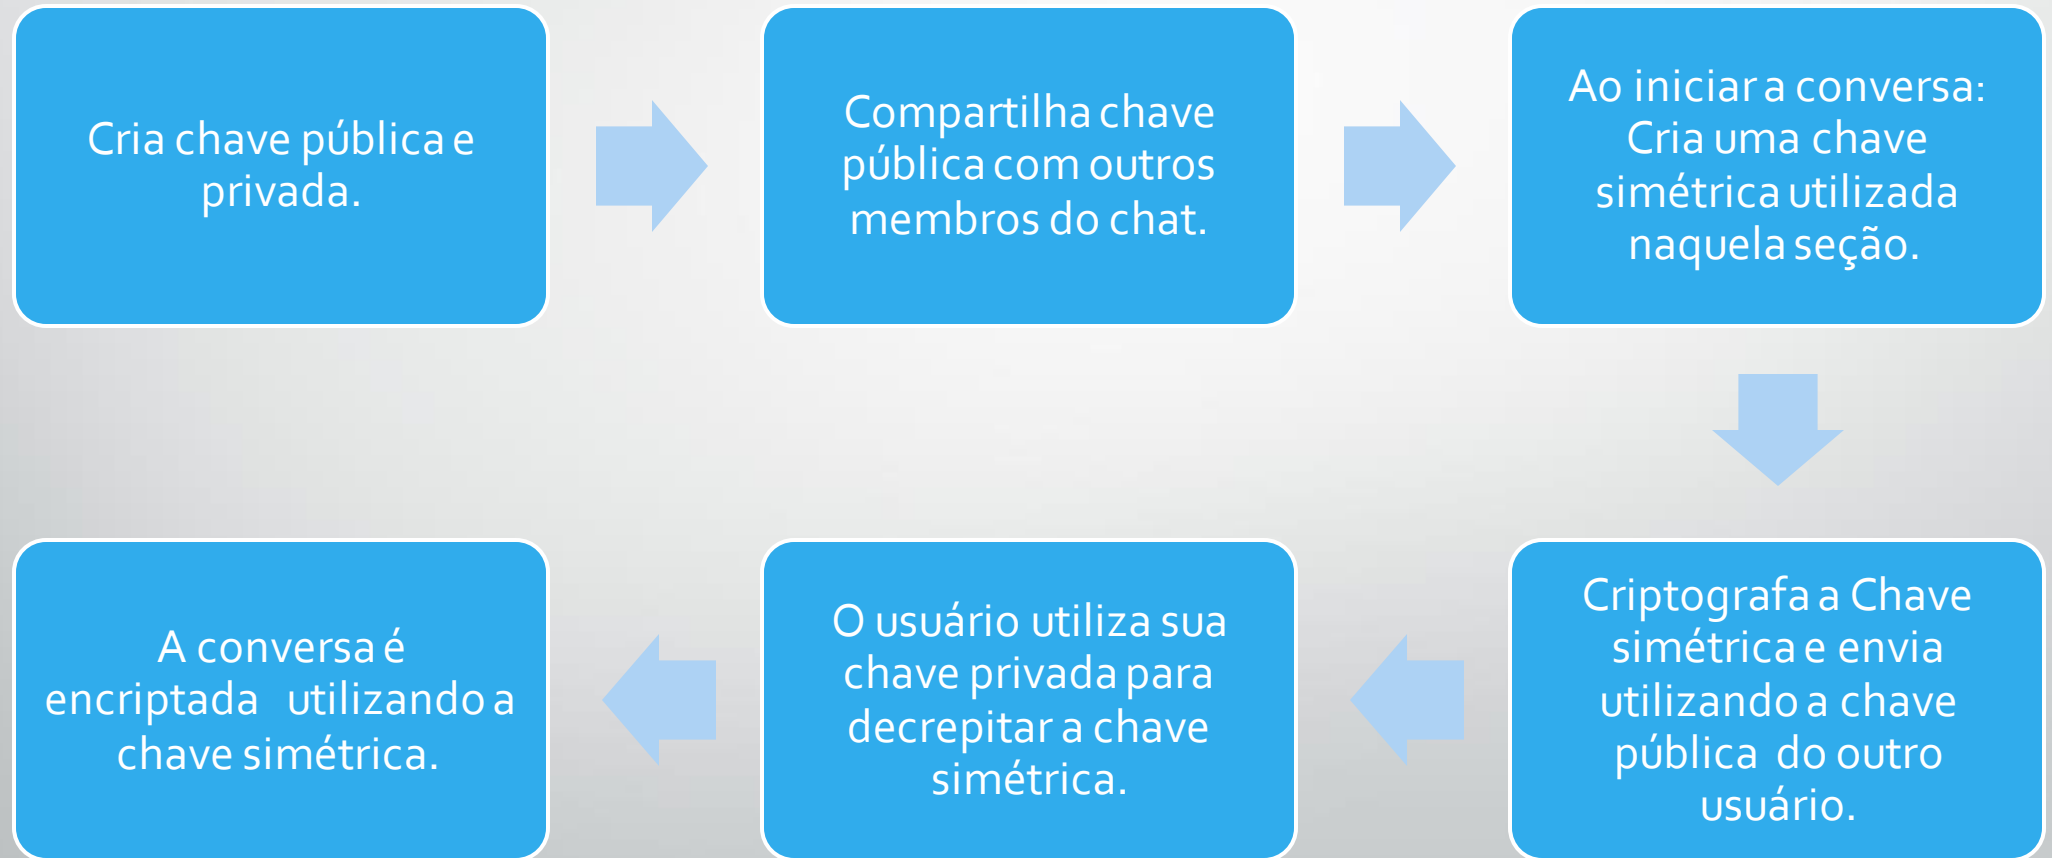 Cria chave pública e
privada.
Compartilha chave
pública com outros
membros do chat.
Ao iniciar a conversa:
Cria uma chave
simétrica utilizada
naquela seção.
Criptografa a Chave
simétrica e envia
utilizando a chave
pública do outro
usuário.
O usuário utiliza sua
chave privada para
decrepitar a chave
simétrica.
A conversa é
encriptada utilizando a
chave simétrica.